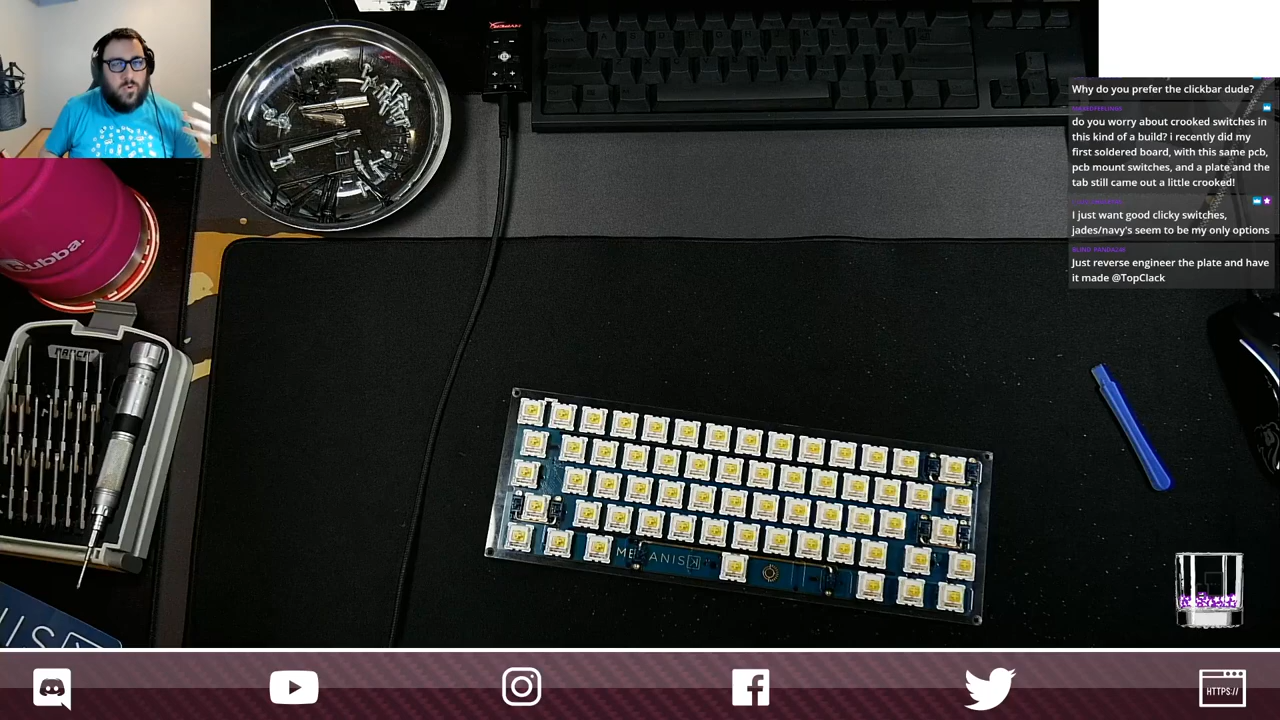 Why do you prefer the clickbar dude?
do you worry about crooked switches in
this kind of a build? i recently did my
first soldered board, with this same pcb,
pcb mount switches, and a plate and the
tab still came out a little crooked!
I just want good clicky switches,
jades/navy's seem to be my only options
Just reverse engineer the plate and have
it made @TopClack
bubba.
MEKANISK
HTTPS://